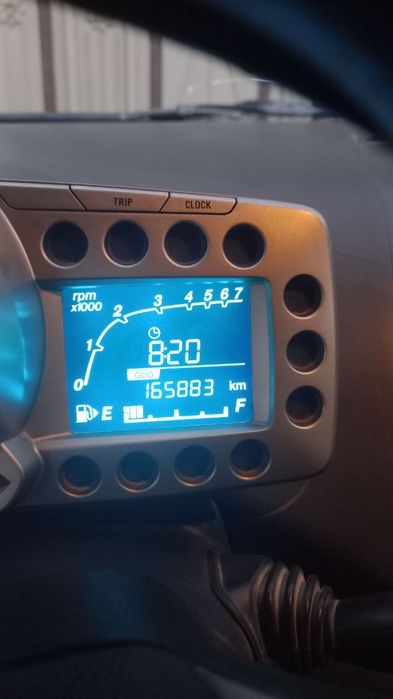 TRIP CLOCK
rpm
x1000
0 1 2 3 4 5 6 7
8:20
ODO
165883 km
E F